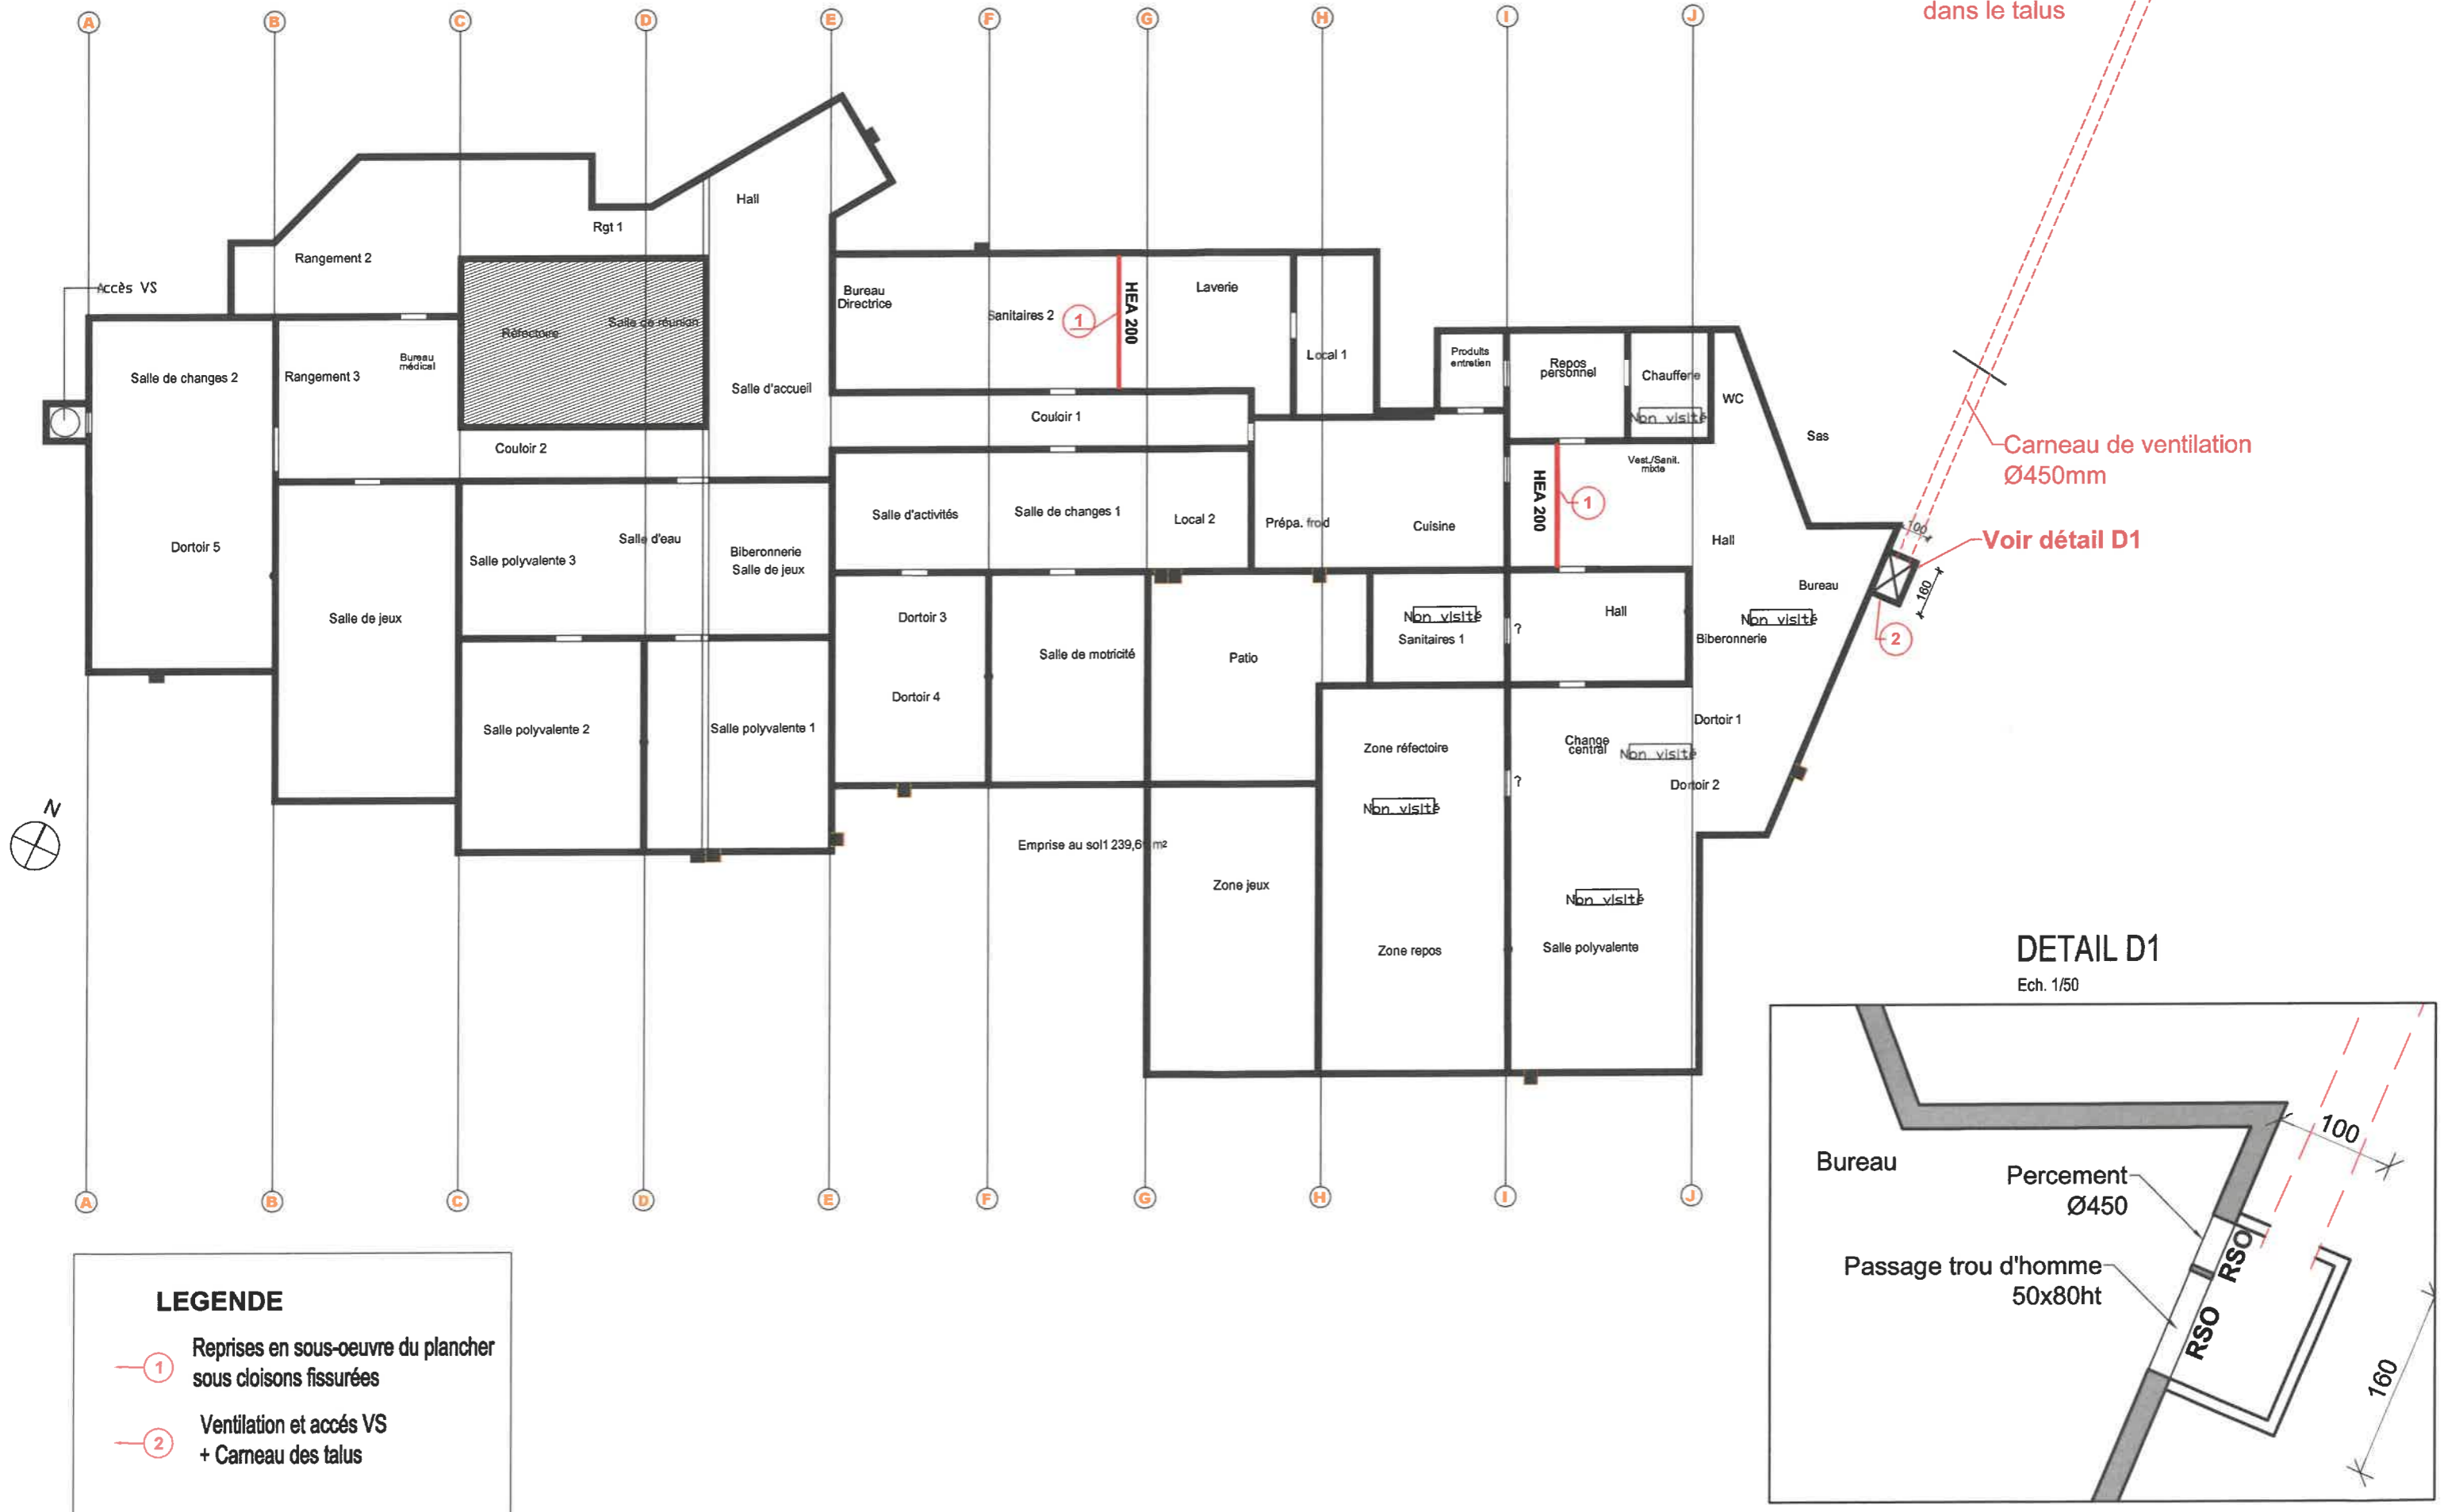 A B C D E F G H I J
dans le talus
Hall
Rgt 1
Rangement 2
Accès VS
Bureau
Directrice
Sanitaires 2
1
HEA 200
Laverie
Réfectoire
Salle de réunion
Local 1
Produits
entretien
Repos
personnel
Chaufferie
Non visité
WC
Salle de changes 2
Rangement 3
Bureau
médical
Salle d'accueil
Couloir 1
Sas
Carneau de ventilation
Ø450mm
Couloir 2
Vest./Sanit.
mixte
HEA 200
1
Salle d'activités
Salle de changes 1
Local 2
Prépa. froid
Cuisine
Hall
100
Voir détail D1
Dortoir 5
Salle polyvalente 3
Salle d'eau
Biberonnerie
Salle de jeux
Bureau
160
Non visité
2
Biberonnerie
Salle de jeux
Dortoir 3
Salle de motricité
Dortoir 4
Patio
Non visité
Sanitaires 1
?
Hall
Salle polyvalente 2
Salle polyvalente 1
Zone réfectoire
Non visité
Change
central
Non visité
Dortoir 1
Dortoir 2
?
N
Emprise au sol1 239,6 m²
Zone jeux
Non visité
Zone repos
Salle polyvalente
A B C D E F G H I J
DETAIL D1
Ech. 1/50
Bureau
100
Percement
Ø450
RSO
Passage trou d'homme
50x80ht
RSO
160
LEGENDE
1
Reprises en sous-oeuvre du plancher
sous cloisons fissurées
2
Ventilation et accés VS
+ Carneau des talus